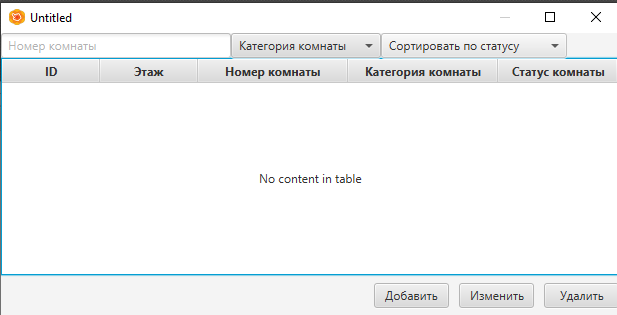 Untitled
Номер комнаты Категория комнаты Сортировать по статусу
ID Этаж Номер комнаты Категория комнаты Статус комнаты
No content in table
Добавить Изменить Удалить